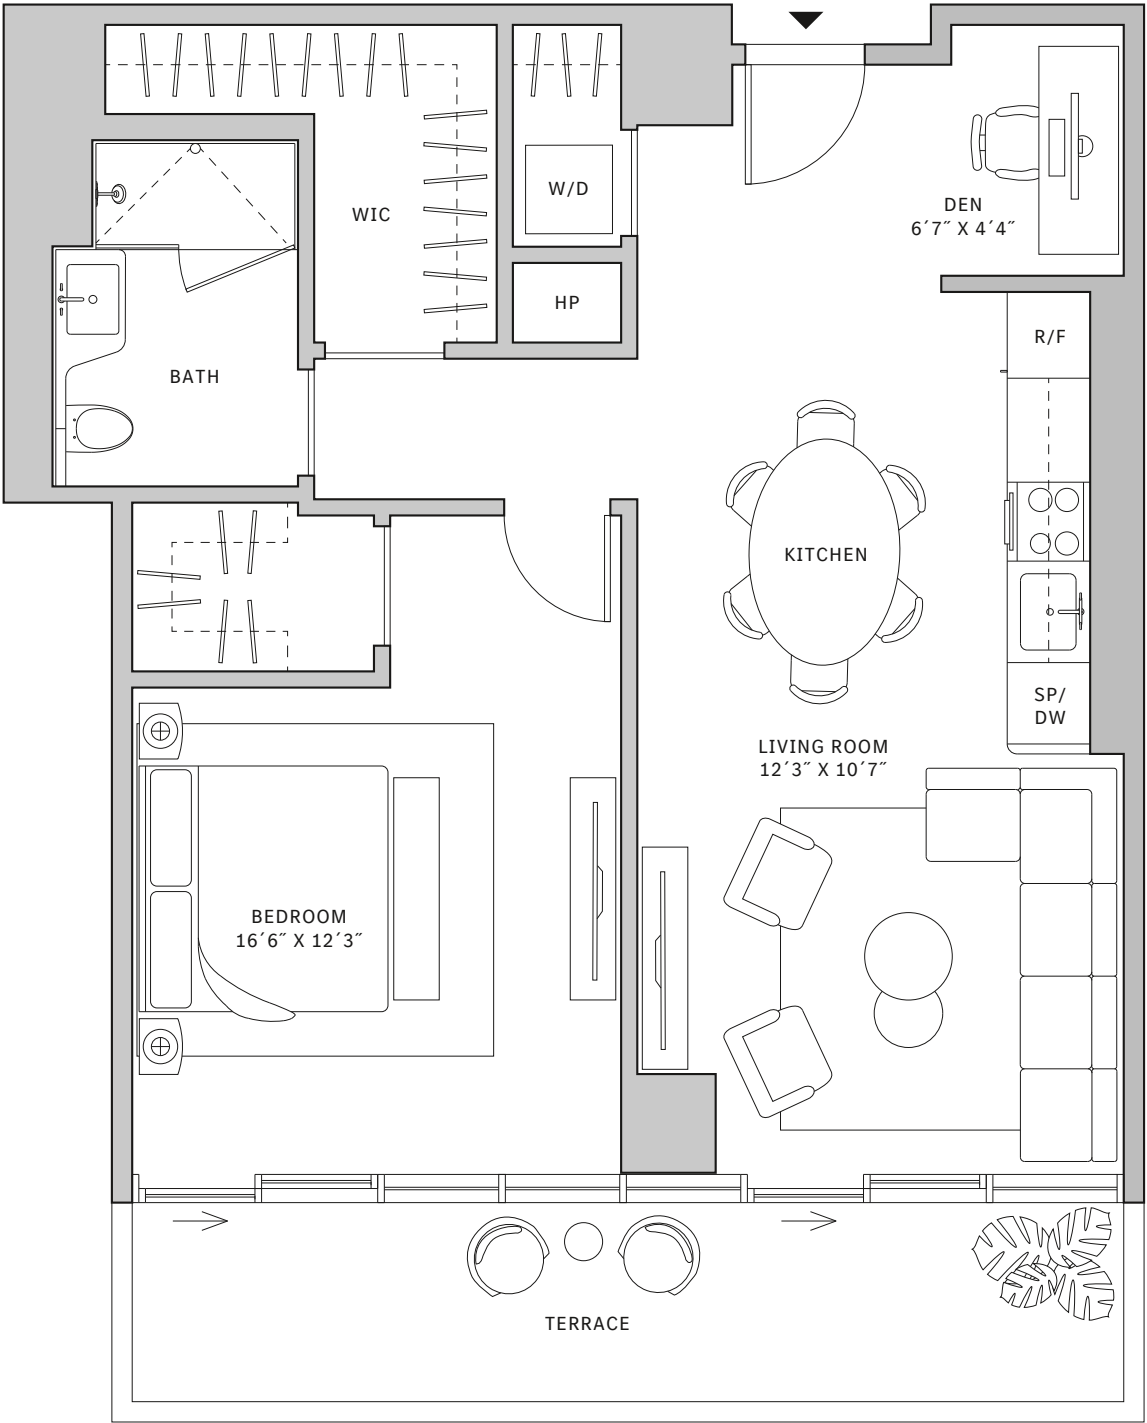 W/D
DEN
6´7˝ X 4´4˝
WIC
HP
R/F
BATH
KITCHEN
SP/
DW
LIVING ROOM
12´3˝ X 10´7˝
BEDROOM
16´6˝ X 12´3˝
TERRACE